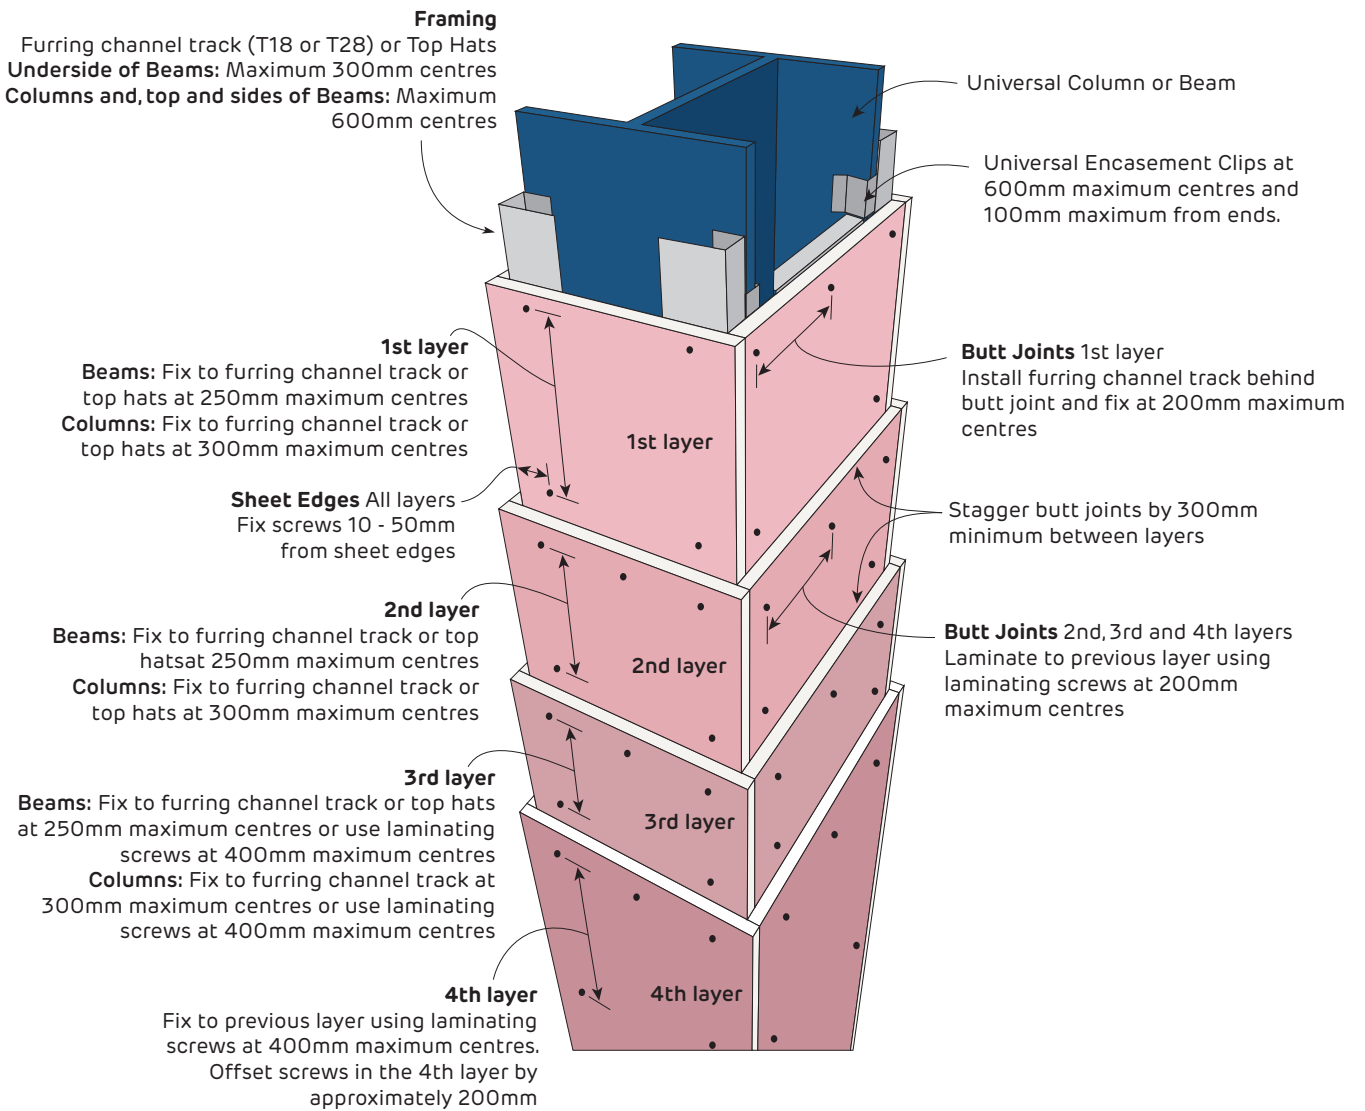 Framing
Furring channel track (T18 or T28) or Top Hats
Underside of Beams: Maximum 300mm centres
Columns and, top and sides of Beams: Maximum
600mm centres
Universal Column or Beam
Universal Encasement Clips at
600mm maximum centres and
100mm maximum from ends.
1st layer
Beams: Fix to furring channel track or
top hats at 250mm maximum centres
Columns: Fix to furring channel track or
top hats at 300mm maximum centres
Butt Joints 1st layer
Install furring channel track behind
butt joint and fix at 200mm maximum
centres
1st layer
Sheet Edges All layers
Fix screws 10 - 50mm
from sheet edges
Stagger butt joints by 300mm
minimum between layers
2nd layer
Beams: Fix to furring channel track or top
hatsat 250mm maximum centres
Columns: Fix to furring channel track or
top hats at 300mm maximum centres
2nd layer
Butt Joints 2nd, 3rd and 4th layers
Laminate to previous layer using
laminating screws at 200mm
maximum centres
3rd layer
Beams: Fix to furring channel track or top hats
at 250mm maximum centres or use laminating
screws at 400mm maximum centres
Columns: Fix to furring channel track at
300mm maximum centres or use laminating
screws at 400mm maximum centres
3rd layer
4th layer
Fix to previous layer using laminating
screws at 400mm maximum centres.
Offset screws in the 4th layer by
approximately 200mm
4th layer